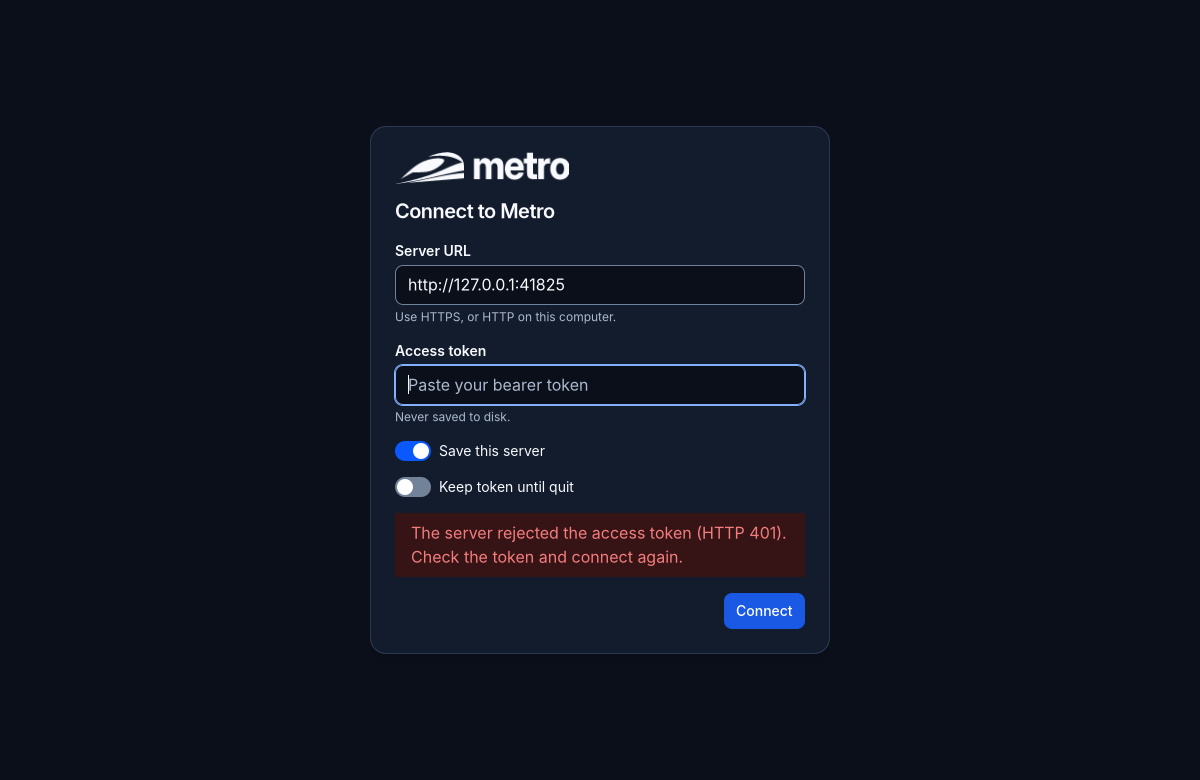 metro
Connect to Metro
Server URL
http://127.0.0.1:41825
Use HTTPS, or HTTP on this computer.
Access token
Paste your bearer token
Never saved to disk.
Save this server
Keep token until quit
The server rejected the access token (HTTP 401).
Check the token and connect again.
Connect